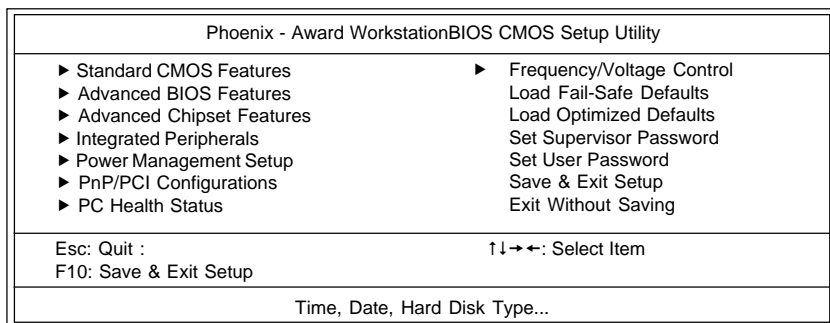 Phoenix - Award WorkstationBIOS CMOS Setup Utility
▶ Standard CMOS Features
▶ Advanced BIOS Features
▶ Advanced Chipset Features
▶ Integrated Peripherals
▶ Power Management Setup
▶ PnP/PCI Configurations
▶ PC Health Status
▶ Frequency/Voltage Control
Load Fail-Safe Defaults
Load Optimized Defaults
Set Supervisor Password
Set User Password
Save & Exit Setup
Exit Without Saving
Esc: Quit :
F10: Save & Exit Setup
↑↓→←: Select Item
Time, Date, Hard Disk Type...